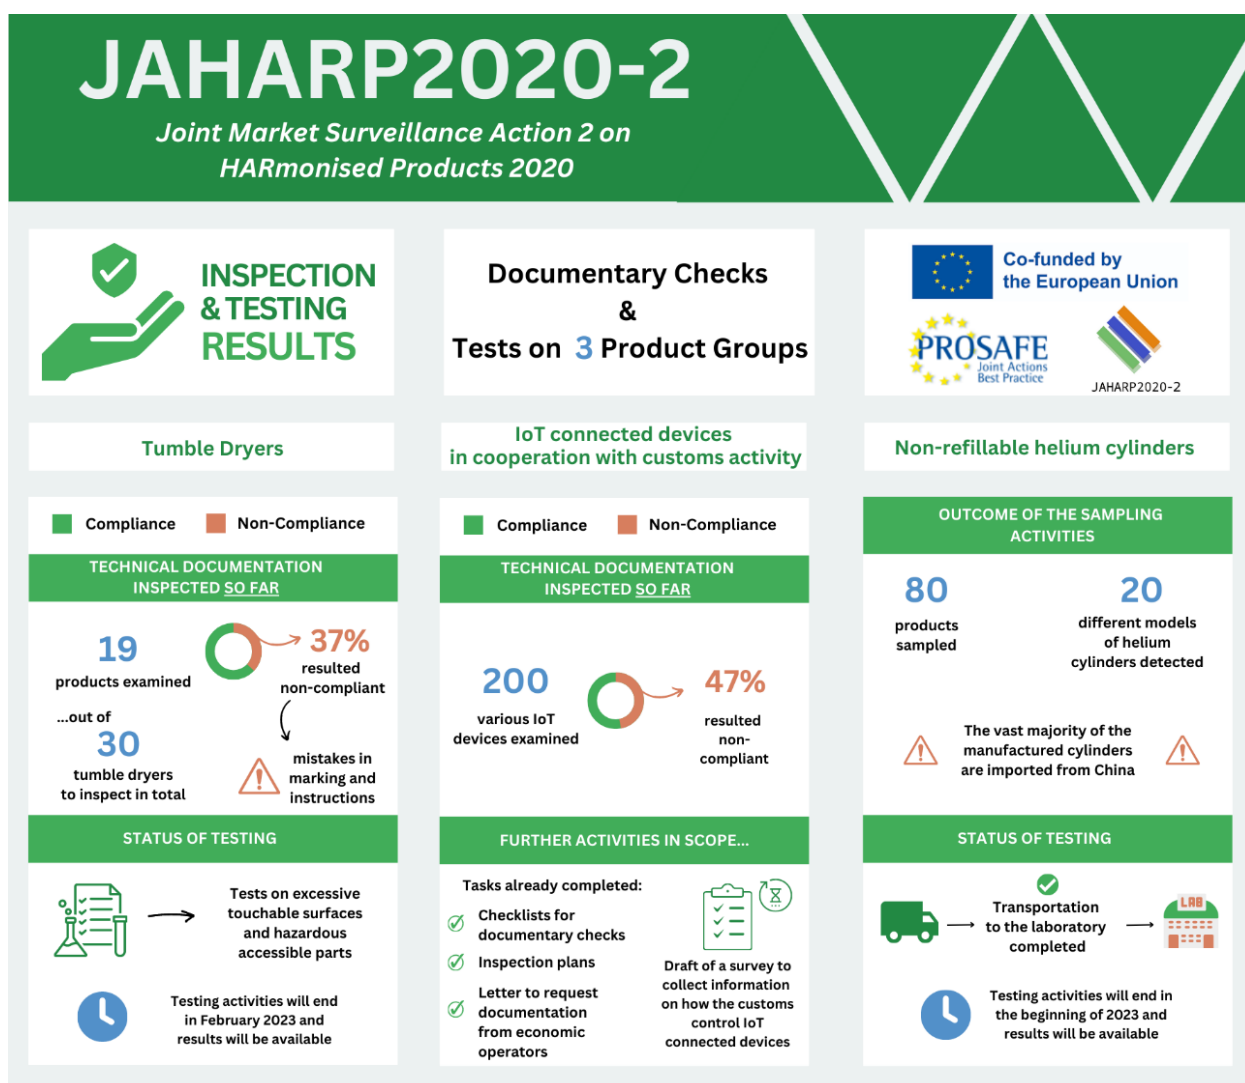 JAHARP2020-2
Joint Market Surveillance Action 2 on
HARmonised Products 2020
INSPECTION
& TESTING
RESULTS
Documentary Checks
&
Tests on 3 Product Groups
Co-funded by
the European Union
PROSAFE
Joint Actions
Best Practice
JAHARP2020-2
Tumble Dryers
Compliance
Non-Compliance
TECHNICAL DOCUMENTATION
INSPECTED SO FAR
19
products examined
37%
resulted
non-compliant
...out of
30
tumble dryers
to inspect in total
mistakes in
marking and
instructions
STATUS OF TESTING
Tests on excessive
touchable surfaces
and hazardous
accessible parts
Testing activities will end
in February 2023 and
results will be available
IoT connected devices
in cooperation with customs activity
Compliance
Non-Compliance
TECHNICAL DOCUMENTATION
INSPECTED SO FAR
200
various IoT
devices examined
47%
resulted
non-
compliant
FURTHER ACTIVITIES IN SCOPE...
Tasks already completed:
Checklists for
documentary checks
Inspection plans
Letter to request
documentation
from economic
operators
Draft of a survey to
collect information
on how the customs
control IoT
connected devices
Non-refillable helium cylinders
OUTCOME OF THE SAMPLING
ACTIVITIES
80
products
sampled
20
different models
of helium
cylinders detected
The vast majority of the
manufactured cylinders
are imported from China
STATUS OF TESTING
Transportation
to the laboratory
completed
LAB
Testing activities will end in
the beginning of 2023 and
results will be available